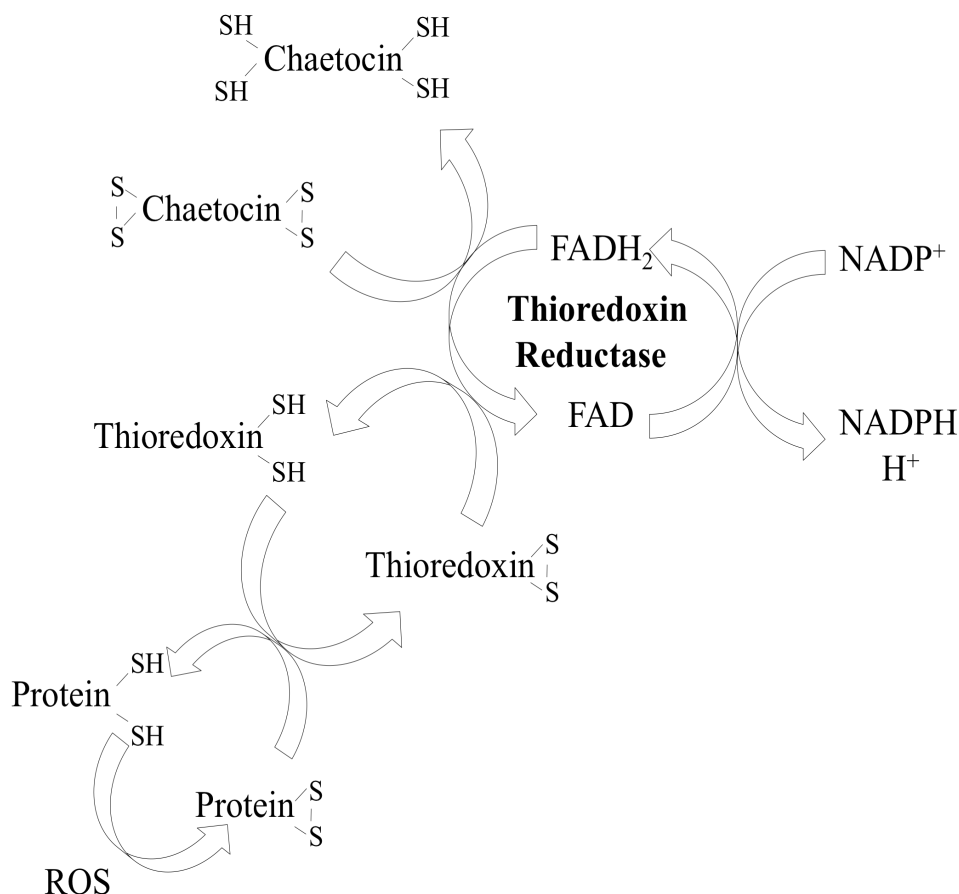 SH
SH
Chaetocin
SH
SH
S
S
Chaetocin
S
S
FADH₂
NADP⁺
Thioredoxin
Reductase
FAD
NADPH
H⁺
SH
Thioredoxin
SH
S
Thioredoxin
S
SH
Protein
SH
S
Protein
S
ROS